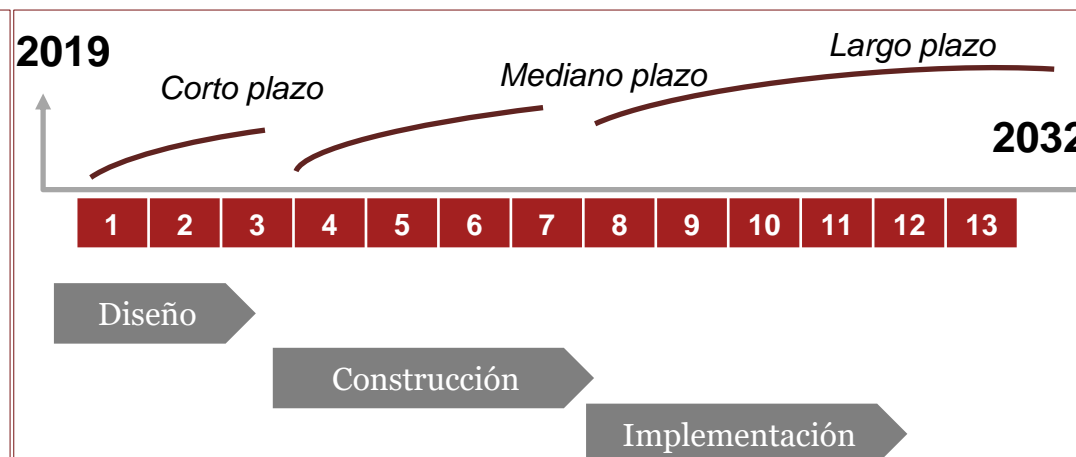 2019
Corto plazo
Mediano plazo
Largo plazo
2032
1 2 3 4 5 6 7 8 9 10 11 12 13
Diseño
Construcción
Implementación